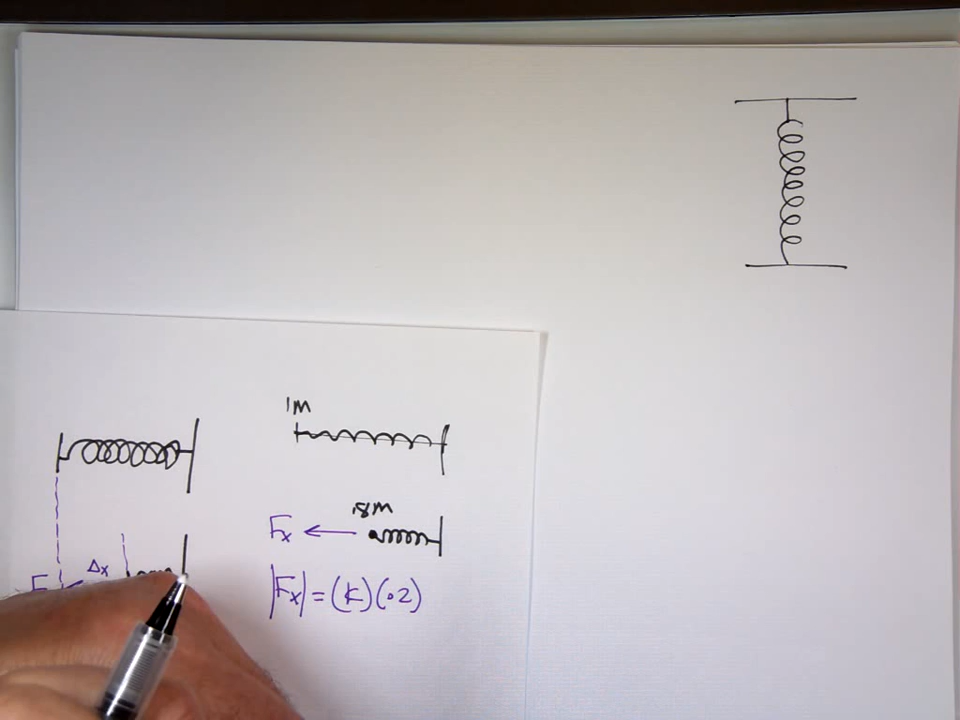 1M
.8M
Fx
Δx
F
|Fx| = (K)(.2)